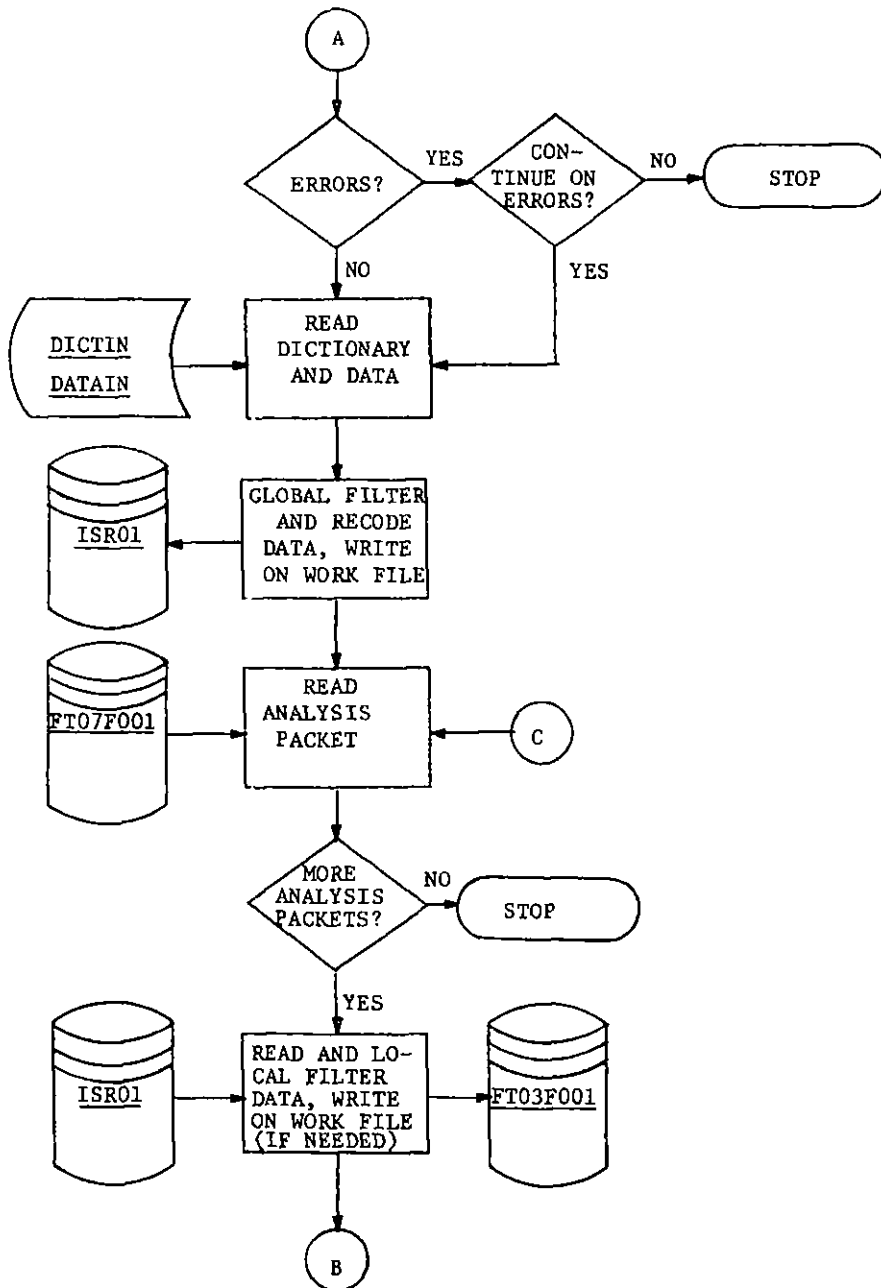 A
ERRORS?
YES
CON-
TINUE ON
ERRORS?
NO
STOP
NO
YES
DICTIN
DATAIN
READ
DICTIONARY
AND DATA
ISR01
GLOBAL FILTER
AND RECODE
DATA, WRITE
ON WORK FILE
FT07F001
READ
ANALYSIS
PACKET
C
MORE
ANALYSIS
PACKETS?
NO
STOP
YES
ISR01
READ AND LO-
CAL FILTER
DATA, WRITE
ON WORK FILE
(IF NEEDED)
FT03F001
B